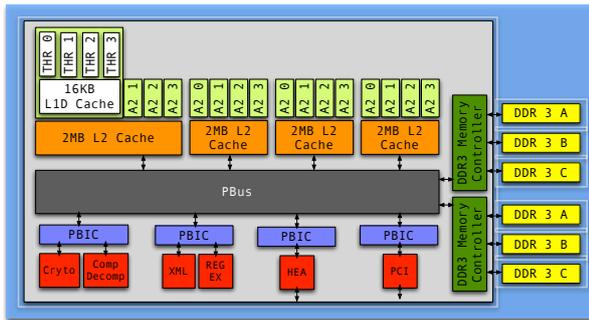 THR 0
THR 1
THR 2
THR 3
16KB
L1D Cache
A2 1
A2 2
A2 3
A2 0
A2 1
A2 2
A2 3
A2 0
A2 1
A2 2
A2 3
A2 0
A2 1
A2 2
A2 3
2MB L2 Cache
2MB L2
Cache
2MB L2
Cache
2MB L2
Cache
DDR3 Memory
Controller
DDR 3 A
DDR 3 B
DDR 3 C
PBus
PBIC
PBIC
PBIC
PBIC
Cryto
Comp
Decomp
XML
REG
EX
HEA
PCI
DDR3 Memory
Controller
DDR 3 A
DDR 3 B
DDR 3 C